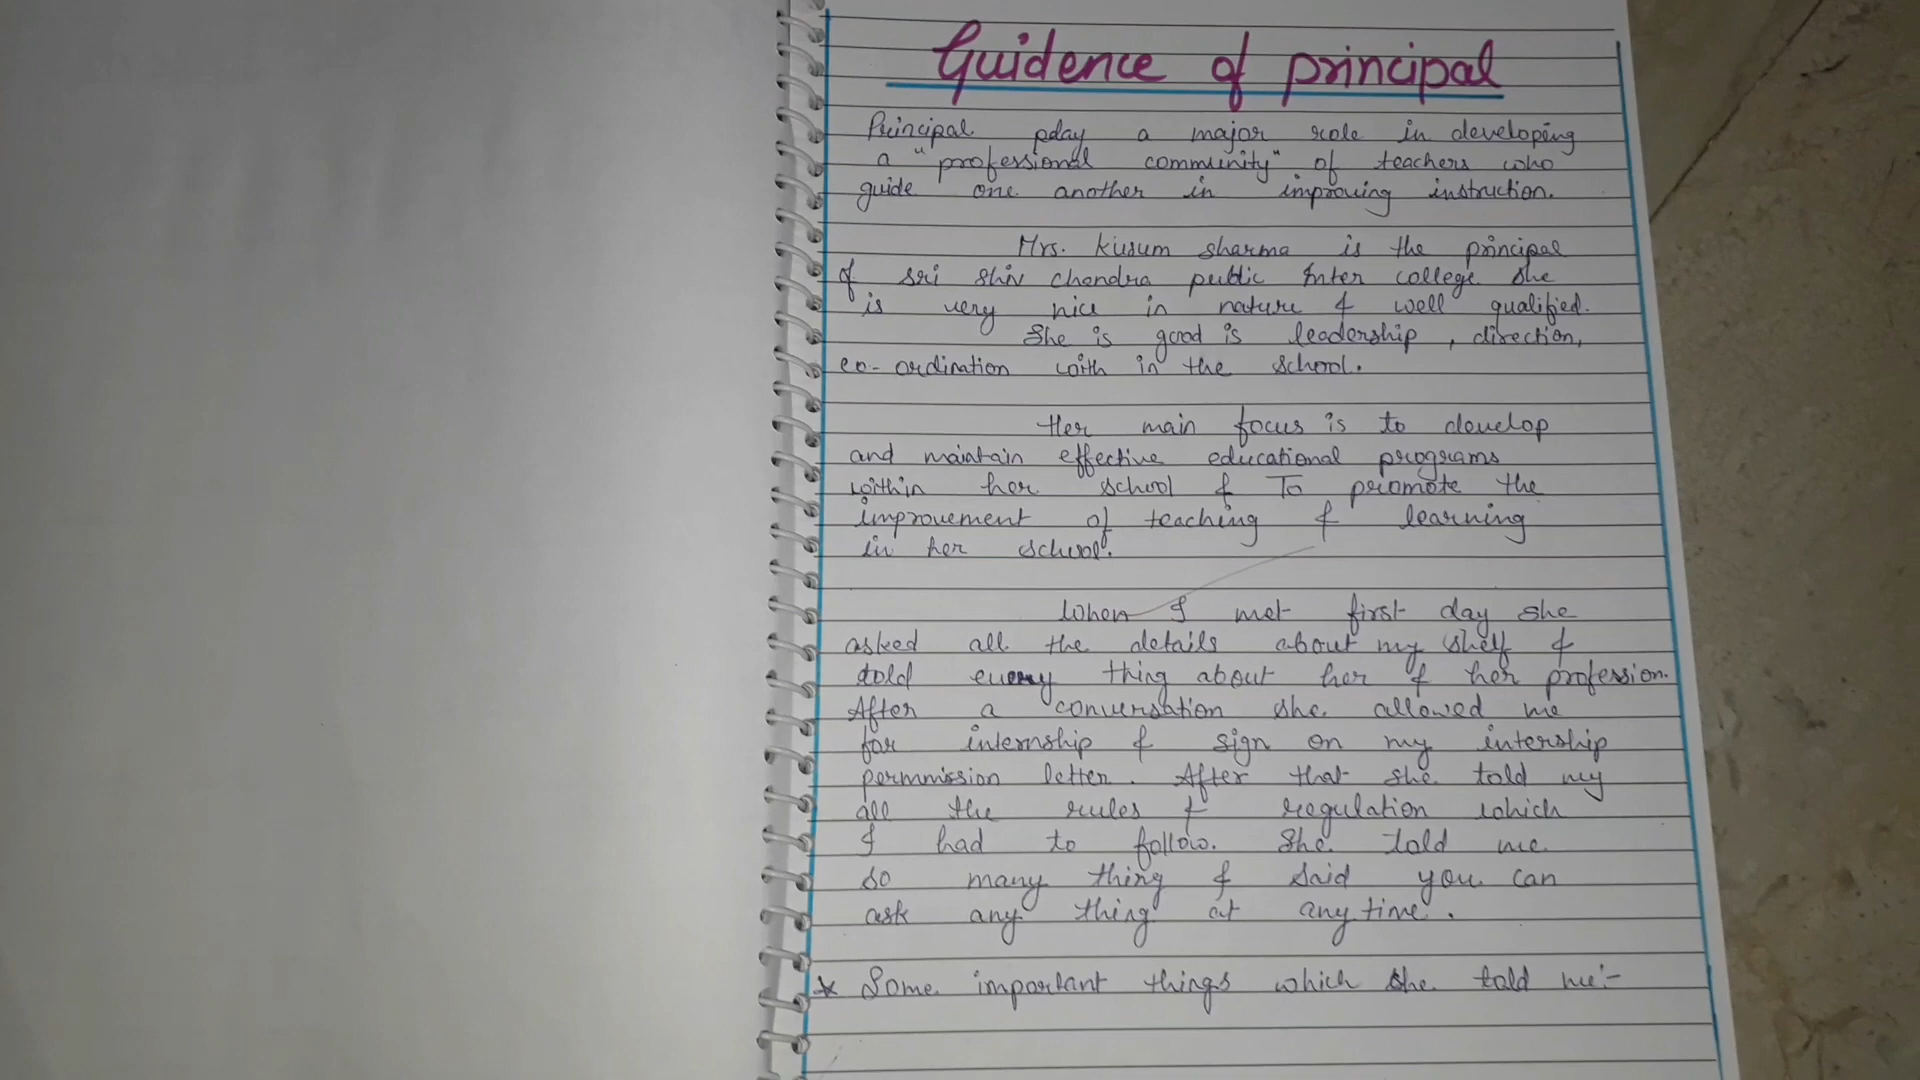 Guidence of principal
Principal pday a major role in developing
a "professional community" of teachers who
guide one another in improving instruction.
Mrs. Kusum sharma is the principal
of sri shiv chandra public Inter college she
is very nice in nature & well qualified.
She is good is leadership, direction,
co-ordination with in the school.
Her main focus is to develop
and maintain effective educational programs
within her school & To promote the
improvement of teaching & learning
in her school.
When I met first day she
asked all the details about my shelf &
told every thing about her & her profession.
After a conversation she allowed me
for internship & sign on my intership
permmission letter. After that she told my
all the rules & regulation which
I had to follow. She told me
so many thing & said you can
ask any thing at any time.
* Some important things which she told me:-